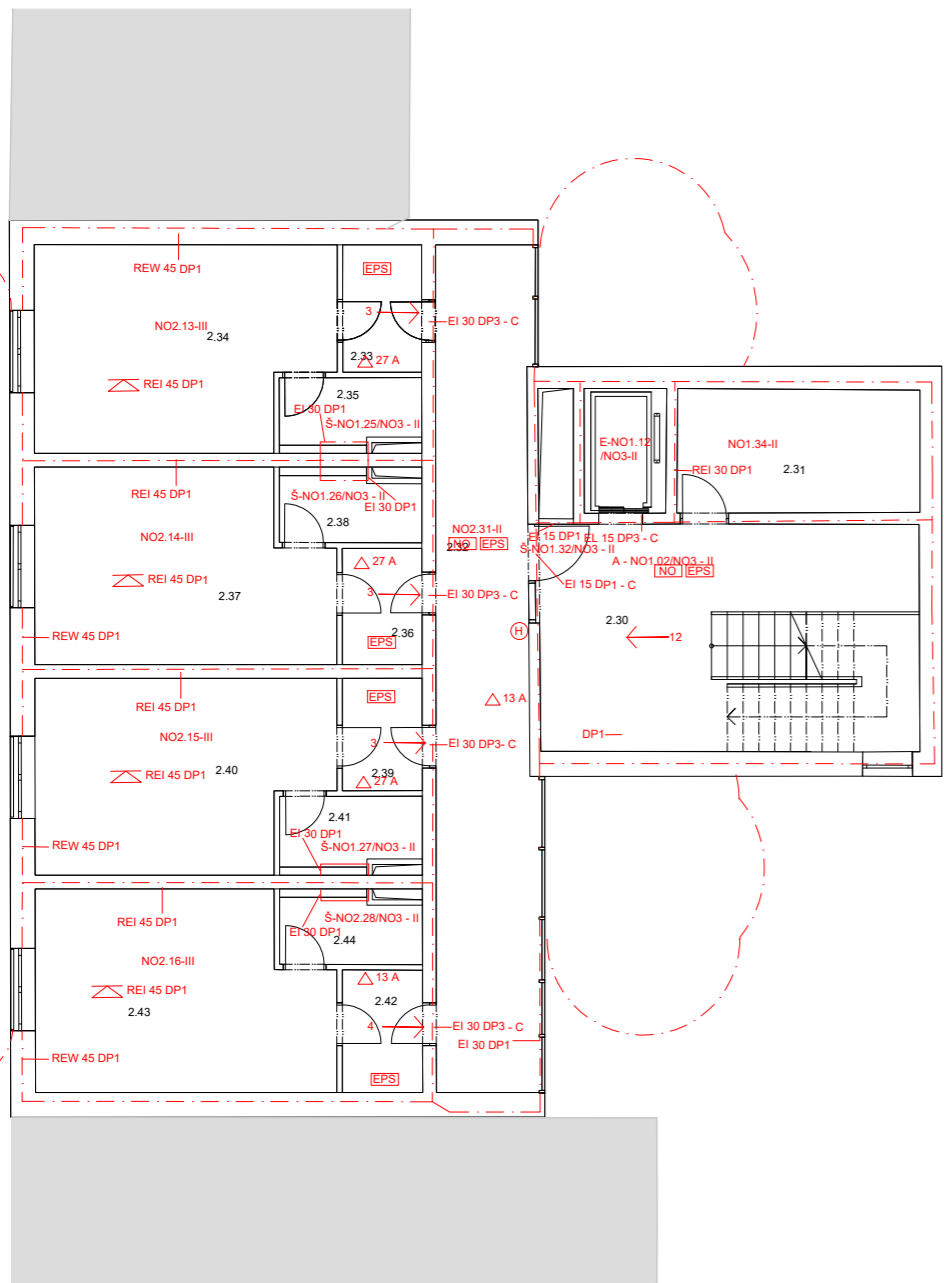 REW 45 DP1
EPS
3
EI 30 DP3 - C
NO2.13-III
2.34
2.33
27 A
REI 45 DP1
2.35
EI 30 DP1
Š-NO1.25/NO3 - II
E-NO1.12
/NO3-II
NO1.34-II
2.31
REI 30 DP1
REI 45 DP1
Š-NO1.26/NO3 - II
EI 30 DP1
2.38
NO2.14-III
NO2.31-II
NO
EPS
2.32
EI 15 DP1
EL 15 DP3 - C
Š-NO1.32/NO3 - II
A - NO1.02/NO3 - II
NO
EPS
27 A
REI 45 DP1
2.37
3
EI 30 DP3 - C
EI 15 DP1 - C
2.30
12
H
2.36
EPS
REW 45 DP1
REI 45 DP1
EPS
13 A
NO2.15-III
3
EI 30 DP3- C
DP1
2.40
2.39
REI 45 DP1
27 A
2.41
EI 30 DP1
REW 45 DP1
Š-NO1.27/NO3 - II
REI 45 DP1
Š-NO2.28/NO3 - II
EI 30 DP1
2.44
NO2.16-III
13 A
REI 45 DP1
2.42
2.43
4
EI 30 DP3 - C
EI 30 DP1
REW 45 DP1
EPS